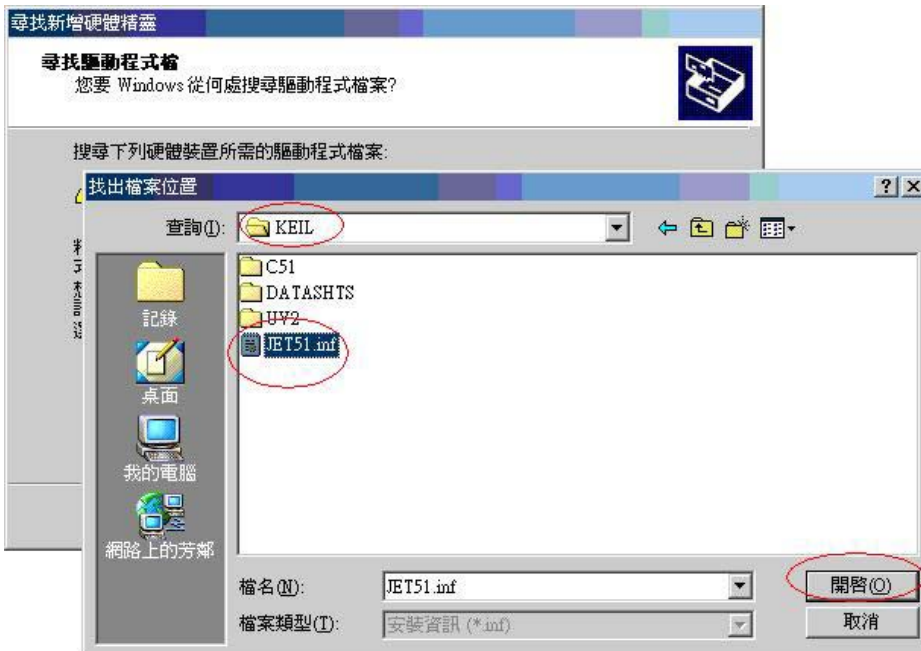 尋找新增硬體精靈
尋找驅動程式檔
您要 Windows 從何處搜尋驅動程式檔案?
搜尋下列硬體裝置所需的驅動程式檔案:
找出檔案位置
查詢(I):
KEIL
C51
DATASHTS
UV2
JET51.inf
記錄
桌面
我的電腦
網路上的芳鄰
檔名(N):
JET51.inf
開啓(O)
檔案類型(T):
安裝資訊 (*.inf)
取消